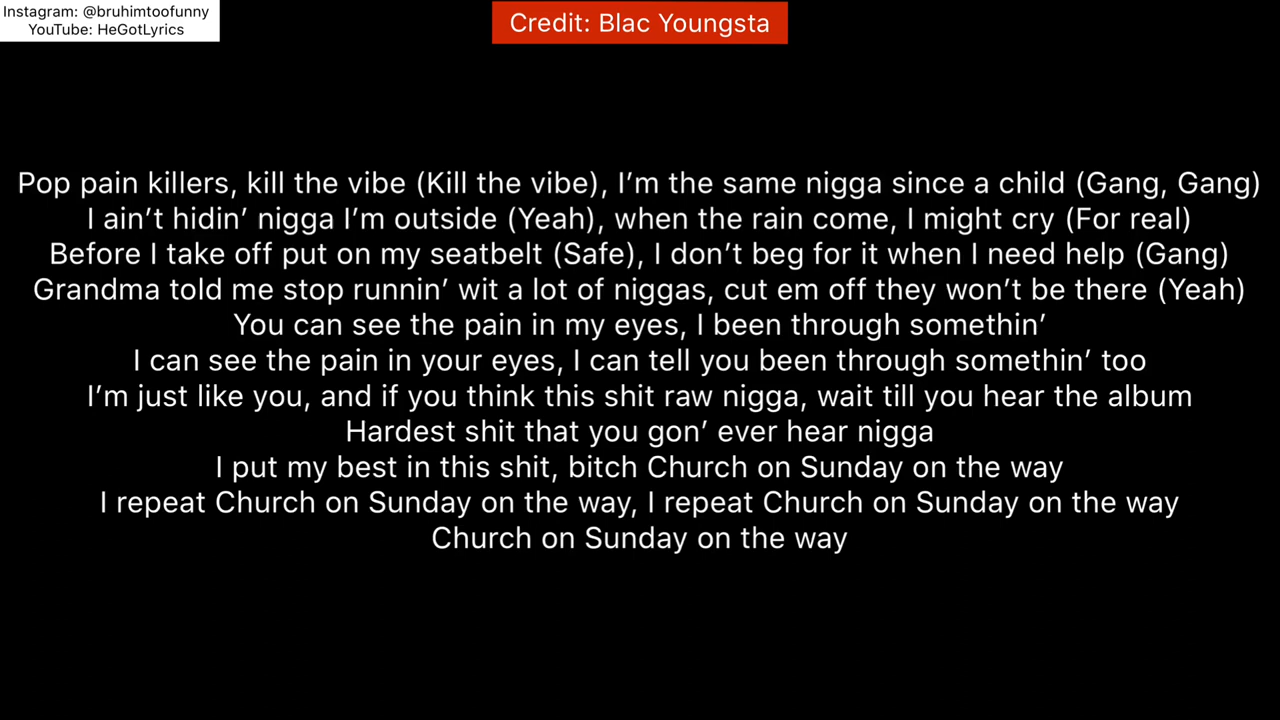 Instagram: @bruhimtoofunny
YouTube: HeGotLyrics
Credit: Blac Youngsta
Pop pain killers, kill the vibe (Kill the vibe), I’m the same nigga since a child (Gang, Gang)
I ain’t hidin’ nigga I’m outside (Yeah), when the rain come, I might cry (For real)
Before I take off put on my seatbelt (Safe), I don’t beg for it when I need help (Gang)
Grandma told me stop runnin’ wit a lot of niggas, cut em off they won’t be there (Yeah)
You can see the pain in my eyes, I been through somethin’
I can see the pain in your eyes, I can tell you been through somethin’ too
I’m just like you, and if you think this shit raw nigga, wait till you hear the album
Hardest shit that you gon’ ever hear nigga
I put my best in this shit, bitch Church on Sunday on the way
I repeat Church on Sunday on the way, I repeat Church on Sunday on the way
Church on Sunday on the way